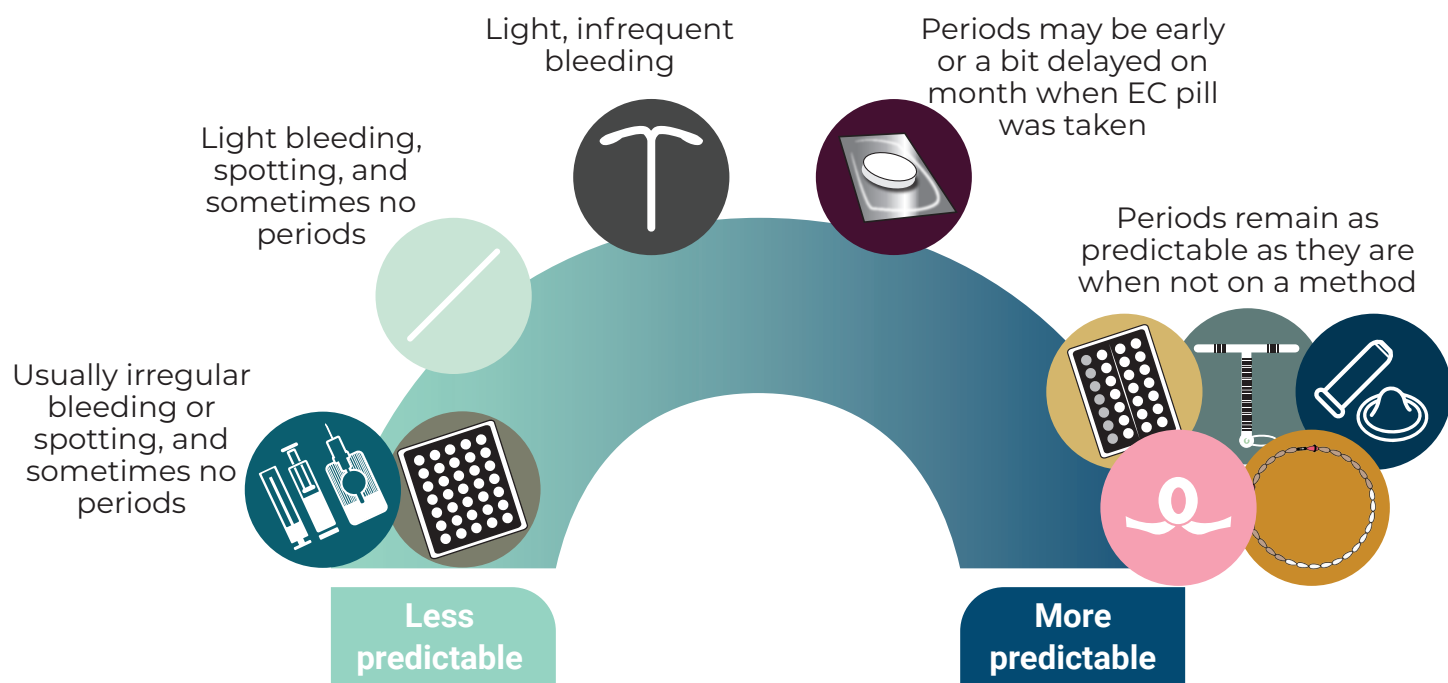 Light, infrequent
bleeding
Periods may be early
or a bit delayed on
month when EC pill
was taken
Light bleeding,
spotting, and
sometimes no
periods
Periods remain as
predictable as they are
when not on a method
Usually irregular
bleeding or
spotting, and
sometimes no
periods
Less
predictable
More
predictable